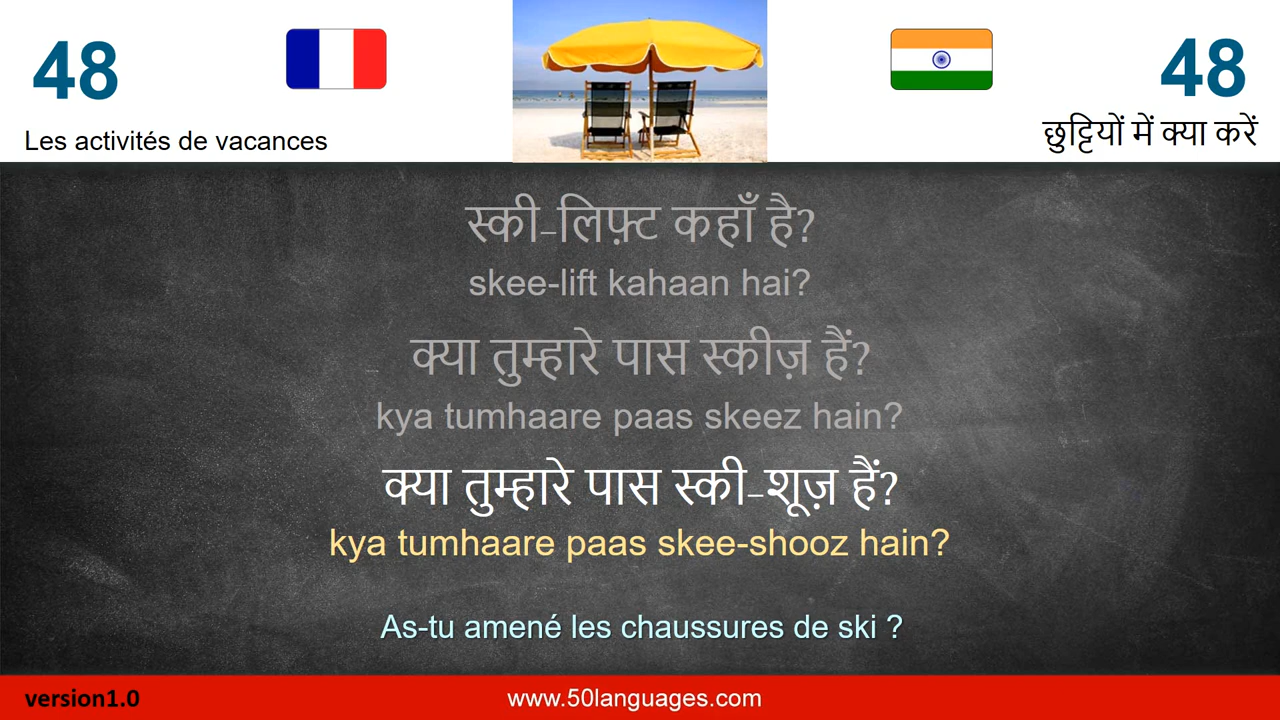 48
48
Les activités de vacances
छुट्टियों में क्या करें
स्की-लिफ़्ट कहाँ है?
skee-lift kahaan hai?
क्या तुम्हारे पास स्कीज़ हैं?
kya tumhaare paas skeez hain?
क्या तुम्हारे पास स्की-शूज़ हैं?
kya tumhaare paas skee-shooz hain?
As-tu amené les chaussures de ski ?
version1.0
www.50languages.com